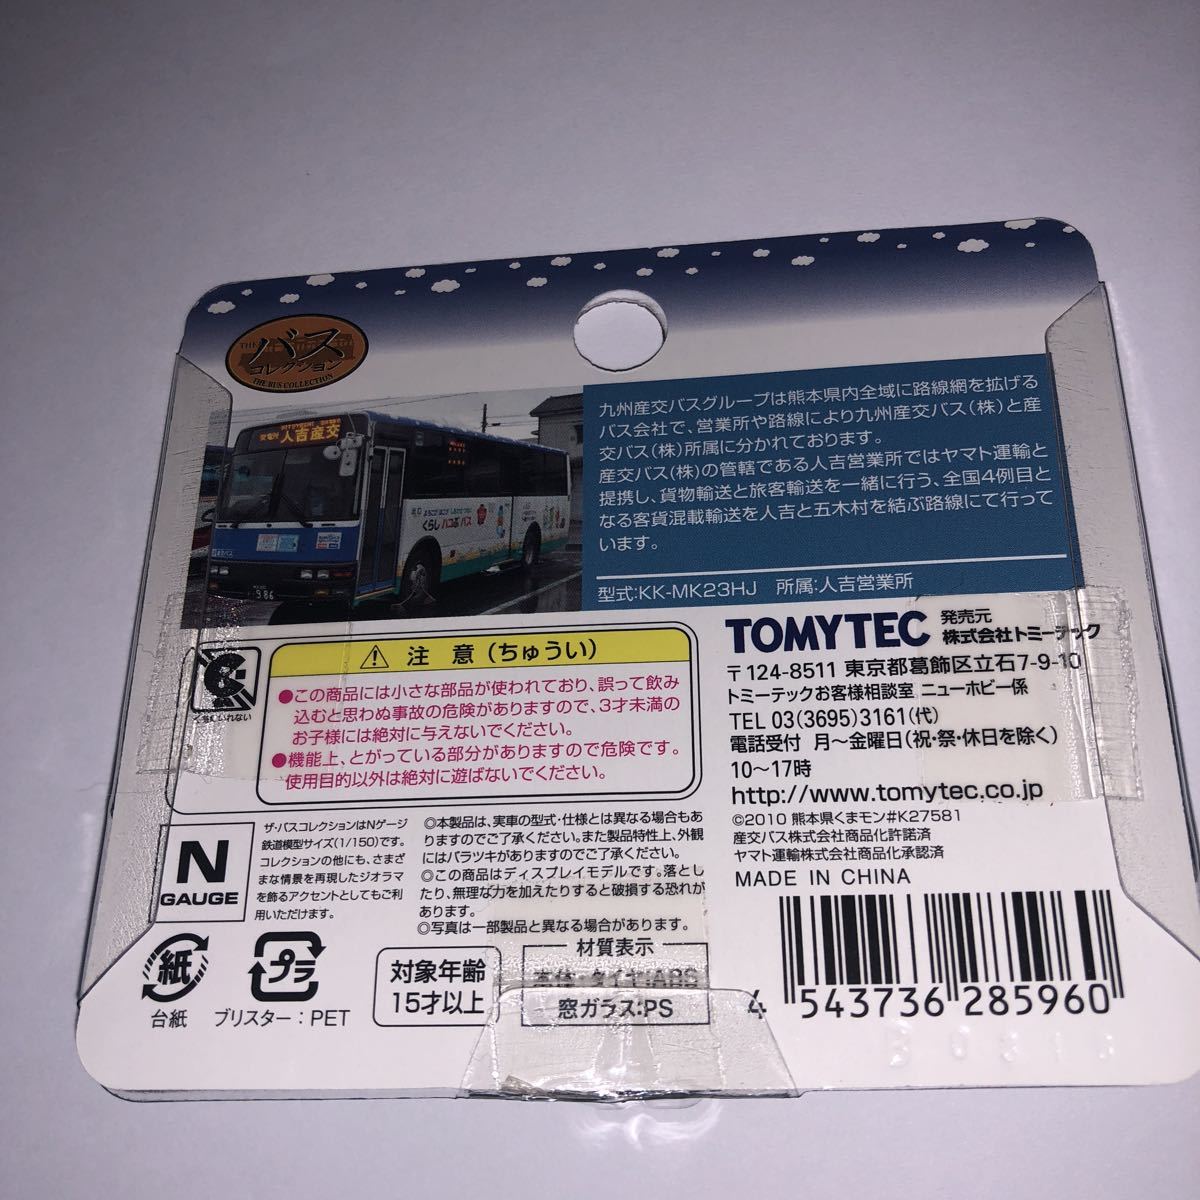 THE
バス
コレクション
THE BUS COLLECTION
人吉産交
くらし ハコぶ バス
986
九州産交バスグループは熊本県内全域に路線網を拡げる
バス会社で、営業所や路線により九州産交バス(株)と産
交バス(株)所属に分かれております。
産交バス(株)の管轄である人吉営業所ではヤマト運輸と
提携し、貨物輸送と旅客輸送を一緒に行う、全国4例目と
なる客貨混載輸送を人吉と五木村を結ぶ路線にて行って
います。
型式:KK-MK23HJ 所属:人吉営業所
TOMYTEC
発売元
株式会社トミーテック
〒124-8511 東京都葛飾区立石7-9-10
トミーテックお客様相談室 ニューホビー係
TEL 03(3695)3161(代)
電話受付 月〜金曜日(祝・祭・休日を除く)
10〜17時
http://www.tomytec.co.jp
©2010 熊本県くまモン#K27581
産交バス株式会社商品化許諾済
ヤマト運輸株式会社商品化承認済
MADE IN CHINA
注 意(ちゅうい)
●この商品には小さな部品が使われており、誤って飲み
込むと思わぬ事故の危険がありますので、3才未満の
お子様には絶対に与えないでください。
●機能上、とがっている部分がありますので危険です。
使用目的以外は絶対に遊ばないでください。
N
GAUGE
ザ・バスコレクションはNゲージ
鉄道模型サイズ(1/150)です。
コレクションの他にも、さまざ
まな情景を再現したジオラマ
を飾るアクセントとしてもご利
用いただけます。
◎本製品は、実車の型式・仕様とは異なる場合もあ
りますのでご了承ください。また製品特性上、外観
にはバラツキがありますのでご了承ください。
◎この商品はディスプレイモデルです。落とし
たり、無理な力を加えたりすると破損する恐れが
あります。
◎写真は一部製品と異なる場合があります。
紙
台紙
プラ
ブリスター：PET
対象年齢
15才以上
材質表示
本体・タイヤ:ABS
窓ガラス:PS
4 543736 285960